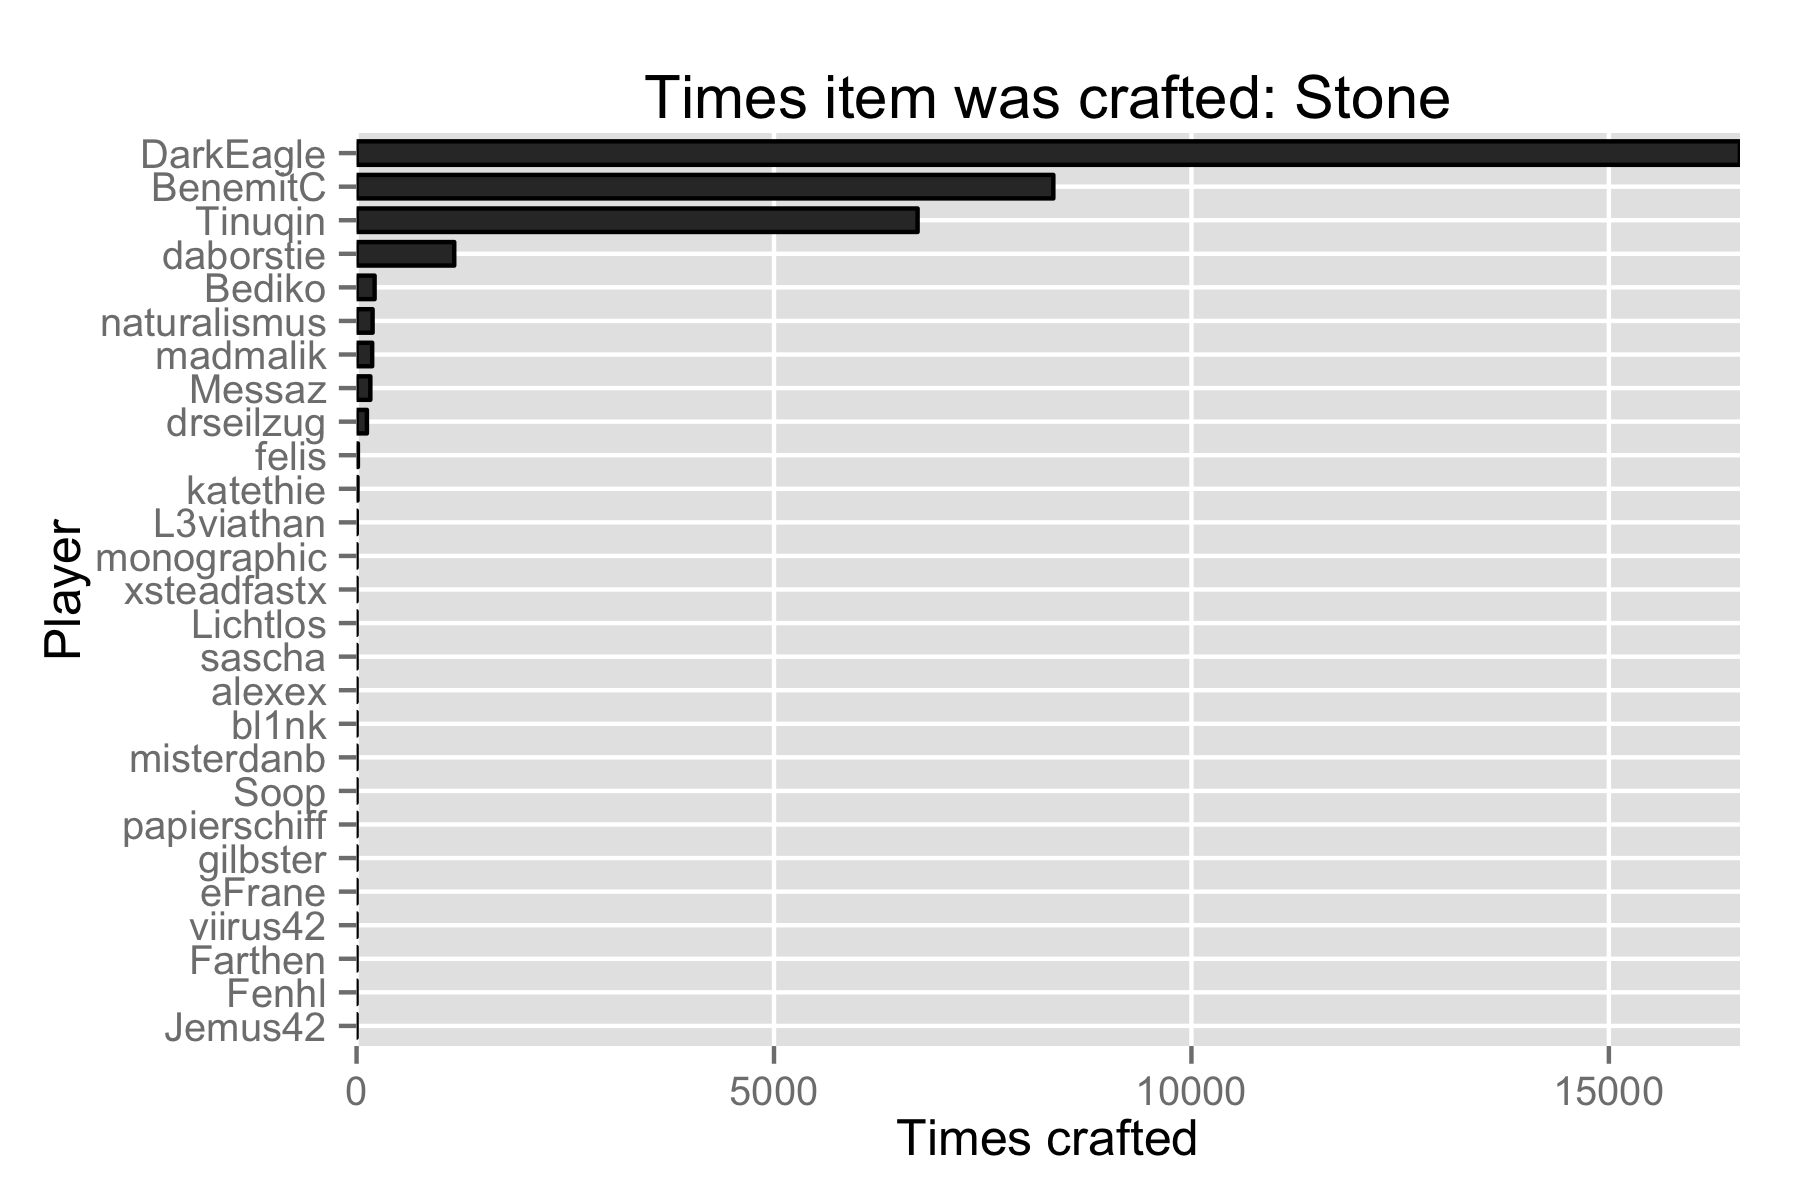 Times item was crafted: Stone
DarkEagle
BenemitC
Tinuqin
daborstie
Bediko
naturalismus
madmalik
Messaz
drseilzug
felis
katethie
L3viathan
monographic
xsteadfastx
Lichtlos
sascha
alexex
bl1nk
misterdanb
Soop
papierschiff
gilbster
eFrane
viirus42
Farthen
Fenhl
Jemus42
Player
0 5000 10000 15000
Times crafted